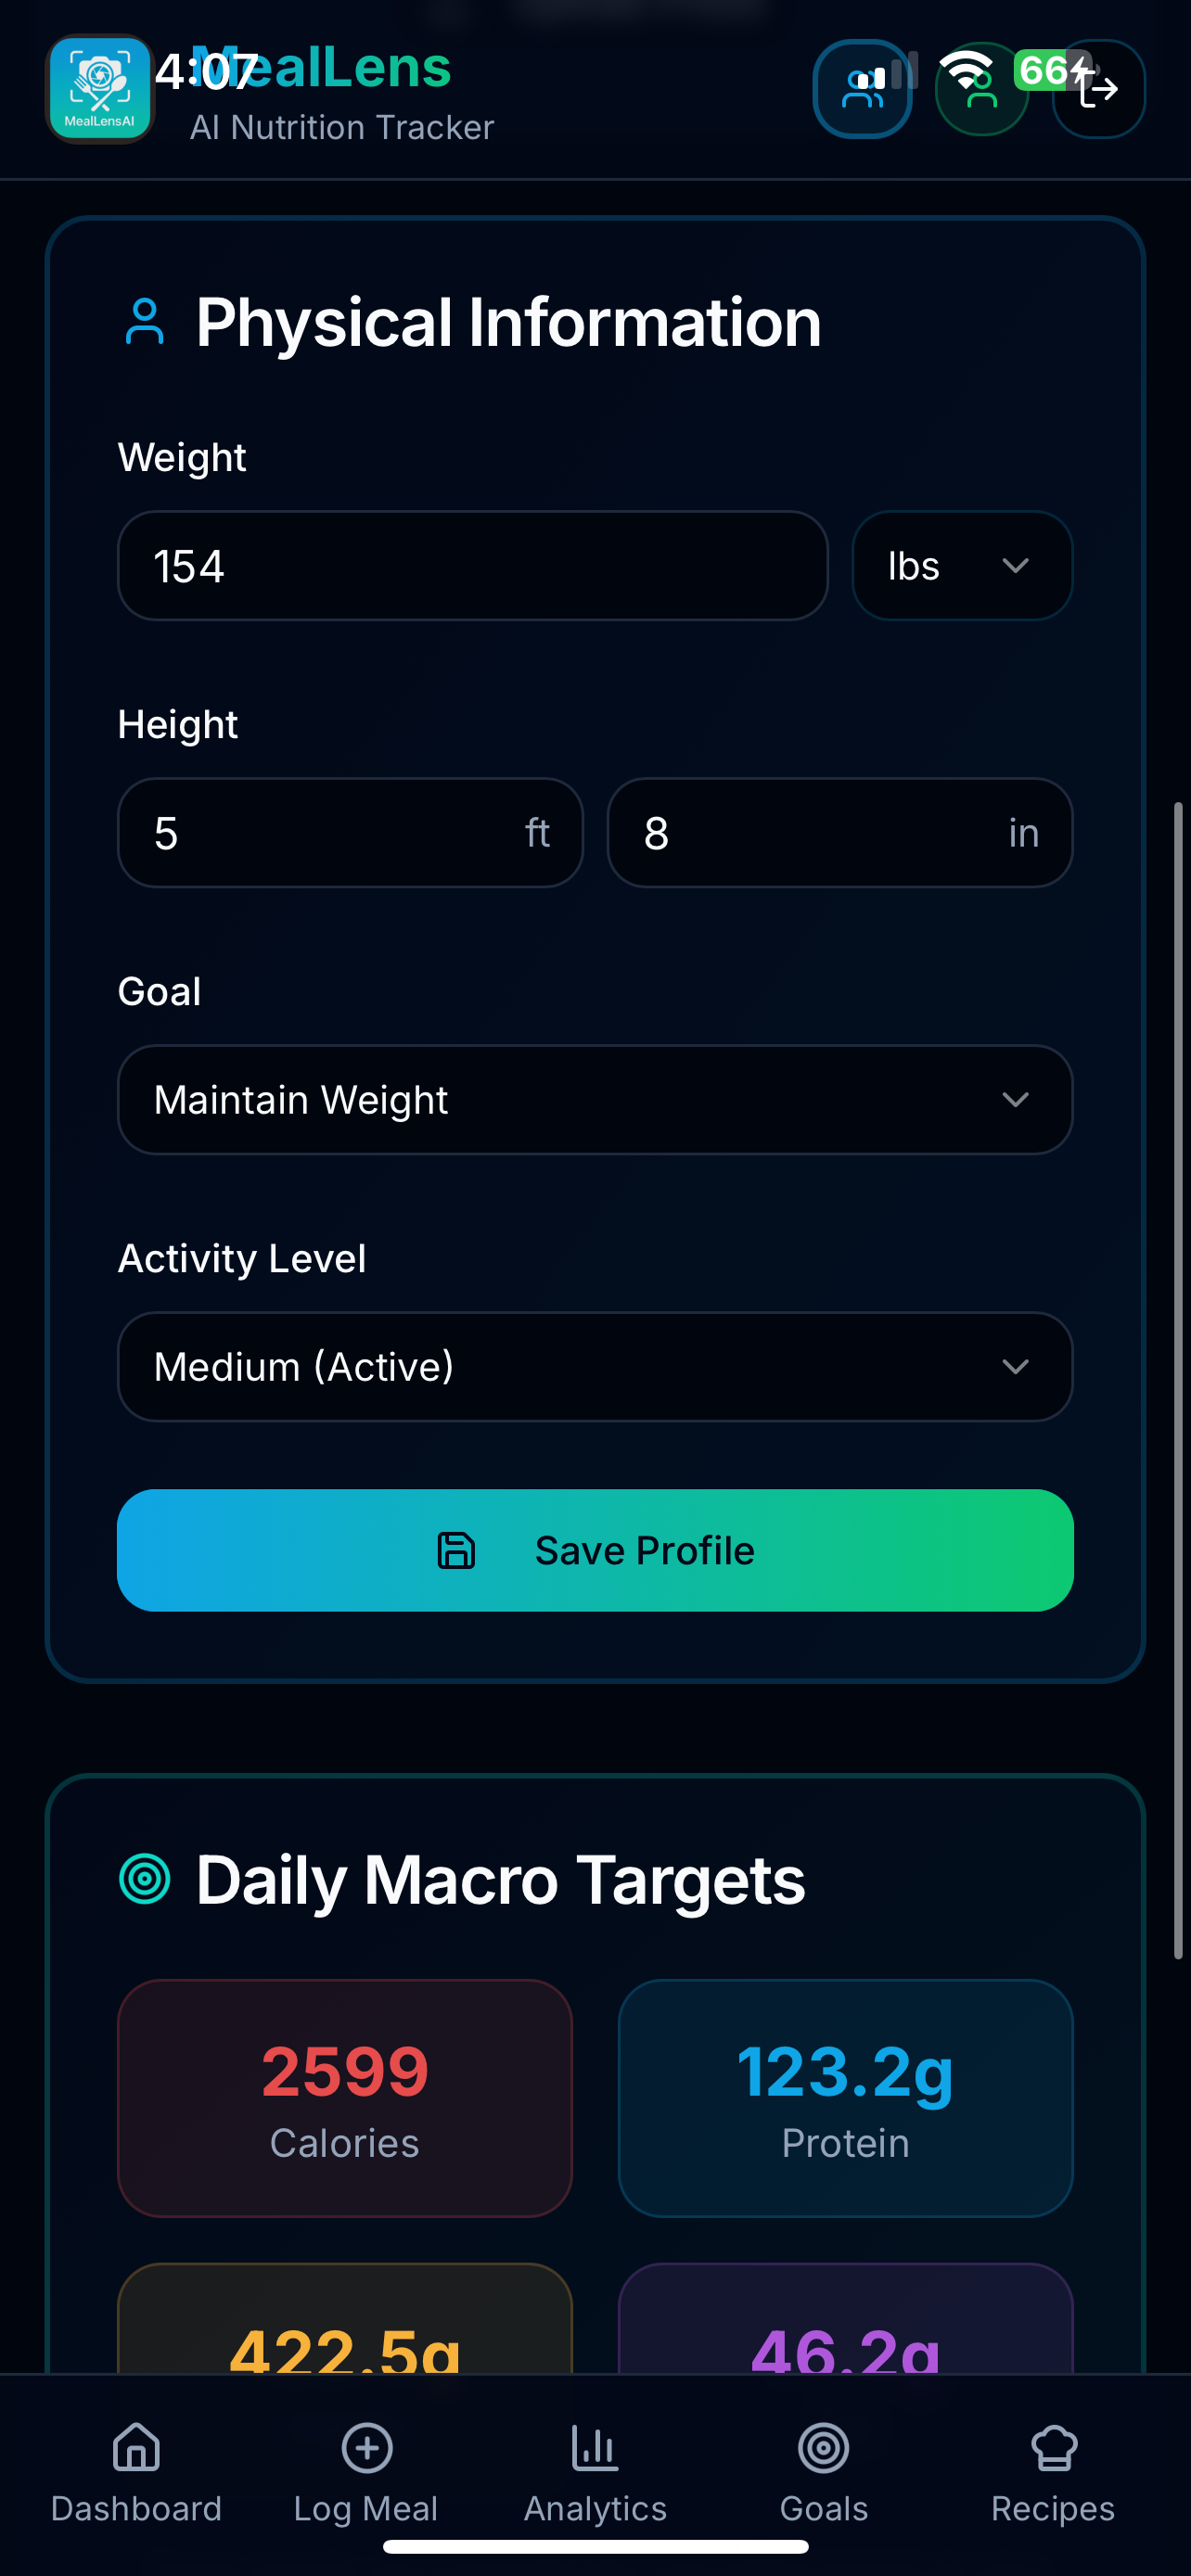 4:07
MealLens
66
MealLensAI
AI Nutrition Tracker
Physical Information
Weight
154
lbs
Height
5 ft
8 in
Goal
Maintain Weight
Activity Level
Medium (Active)
Save Profile
Daily Macro Targets
2599
Calories
123.2g
Protein
422.5g
46.2g
Dashboard
Log Meal
Analytics
Goals
Recipes